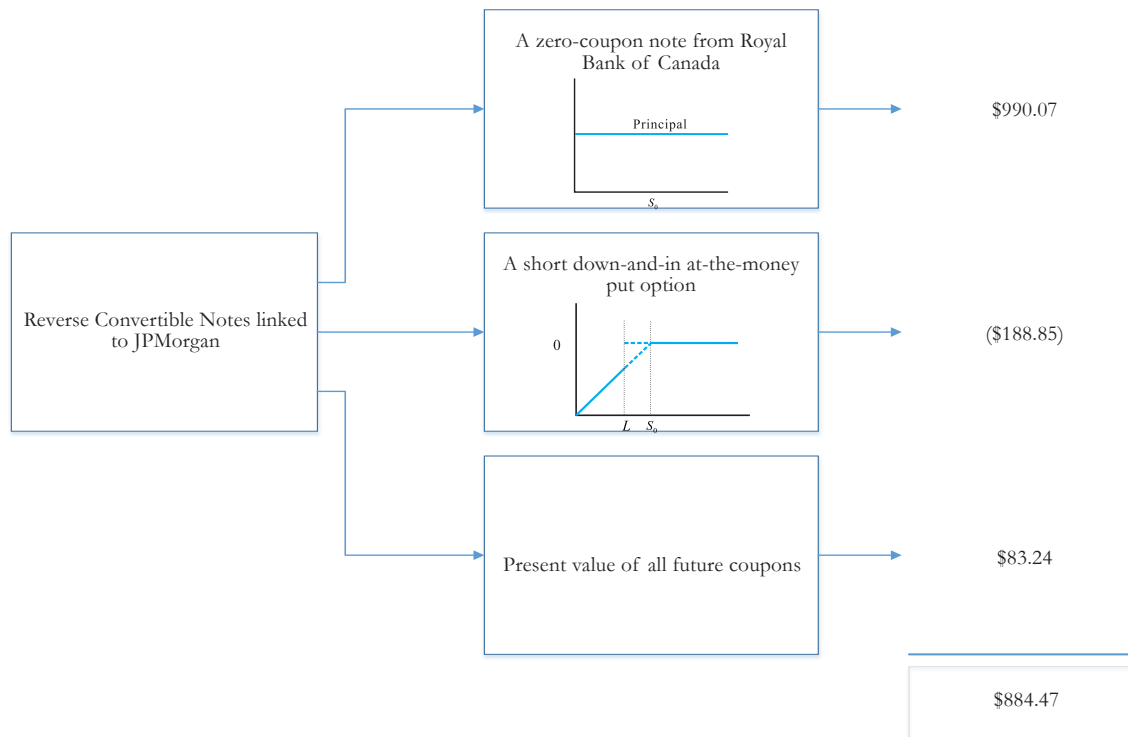 A zero-coupon note from Royal
Bank of Canada
Principal
S₀
$990.07
Reverse Convertible Notes linked
to JPMorgan
A short down-and-in at-the-money
put option
0
L S₀
($188.85)
Present value of all future coupons
$83.24
$884.47